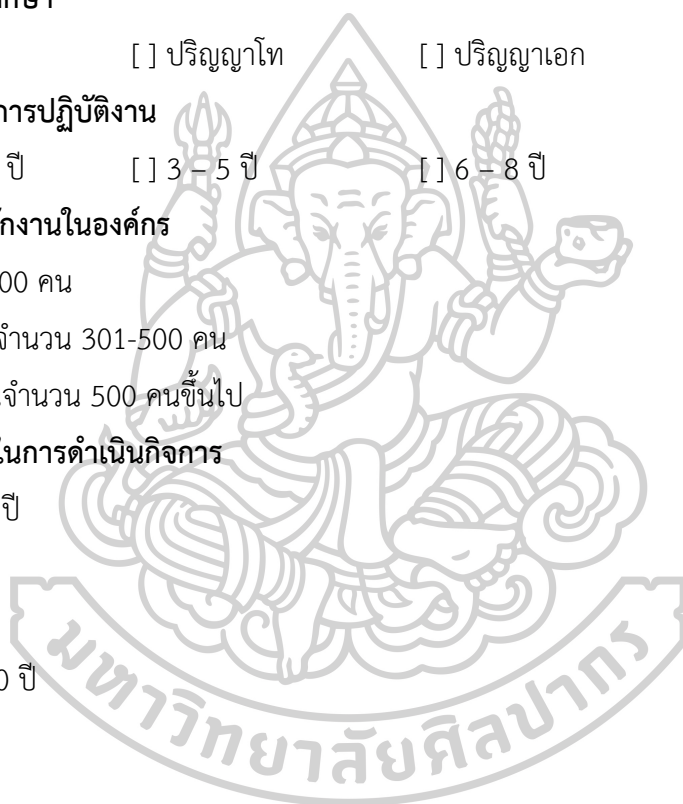 [ ] ปริญญาโท [ ] ปริญญาเอก
การปฏิบัติงาน
ปี [ ] 3 – 5 ปี [ ] 6 – 8 ปี
ักงานในองค์กร
00 คน
จำนวน 301-500 คน
จำนวน 500 คนขึ้นไป
ในการดำเนินกิจการ
ปี
0 ปี
มหาวิทยาลัยศิลปากร